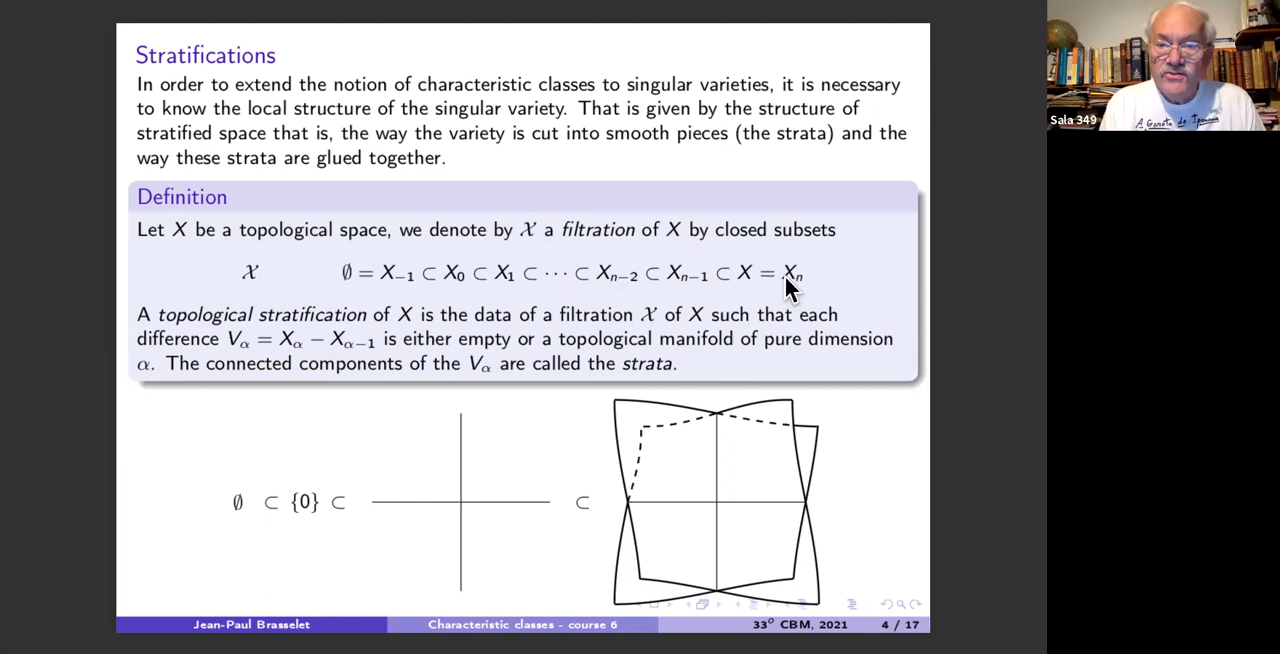 Stratifications
In order to extend the notion of characteristic classes to singular varieties, it is necessary
to know the local structure of the singular variety. That is given by the structure of
stratified space that is, the way the variety is cut into smooth pieces (the strata) and the
way these strata are glued together.
Definition
Let X be a topological space, we denote by 𝒳 a filtration of X by closed subsets
𝒳 ∅ = X₋₁ ⊂ X₀ ⊂ X₁ ⊂ ⋯ ⊂ Xₙ₋₂ ⊂ Xₙ₋₁ ⊂ X = Xₙ
A topological stratification of X is the data of a filtration 𝒳 of X such that each
difference V_α = X_α − X_{α−1} is either empty or a topological manifold of pure dimension
α. The connected components of the V_α are called the strata.
∅ ⊂ {0} ⊂ ⊂
Jean-Paul Brasselet Characteristic classes - course 6 33° CBM, 2021 4 / 17
Sala 349
A Garota de Ipanema